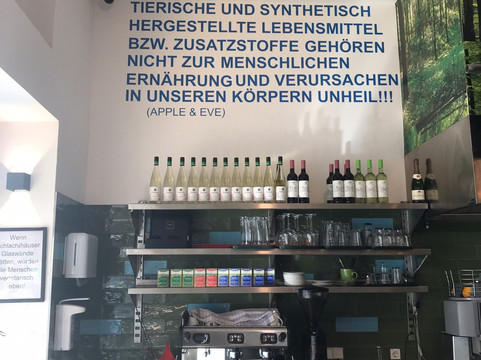 TIERISCHE UND SYNTHETISCH
HERGESTELLTE LEBENSMITTEL
BZW. ZUSATZSTOFFE GEHÖREN
NICHT ZUR MENSCHLICHEN
ERNÄHRUNG UND VERURSACHEN
IN UNSEREN KÖRPERN UNHEIL!!!
(APPLE & EVE)
Wenn
Glaswände
Menschen